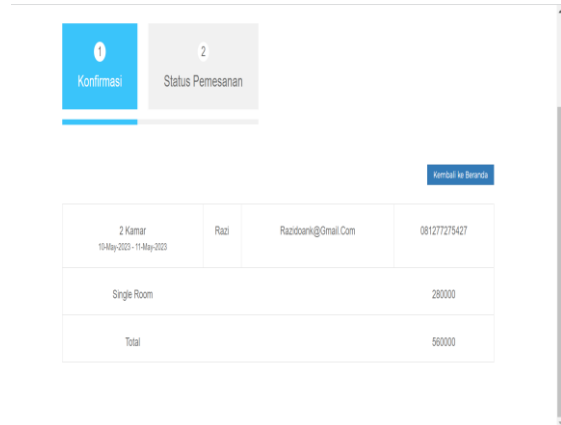 1
Konfirmasi
2
Status Pemesanan
Kembali ke Beranda
2 Kamar
10-May-2023 - 11-May-2023
Razi
Razidoank@Gmail.Com
081277275427
Single Room
280000
Total
560000